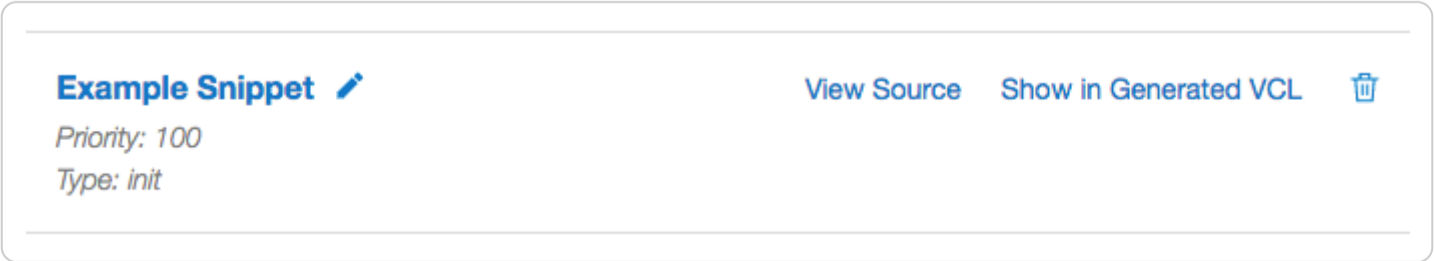 Example Snippet View Source Show in Generated VCL
Priority: 100
Type: init